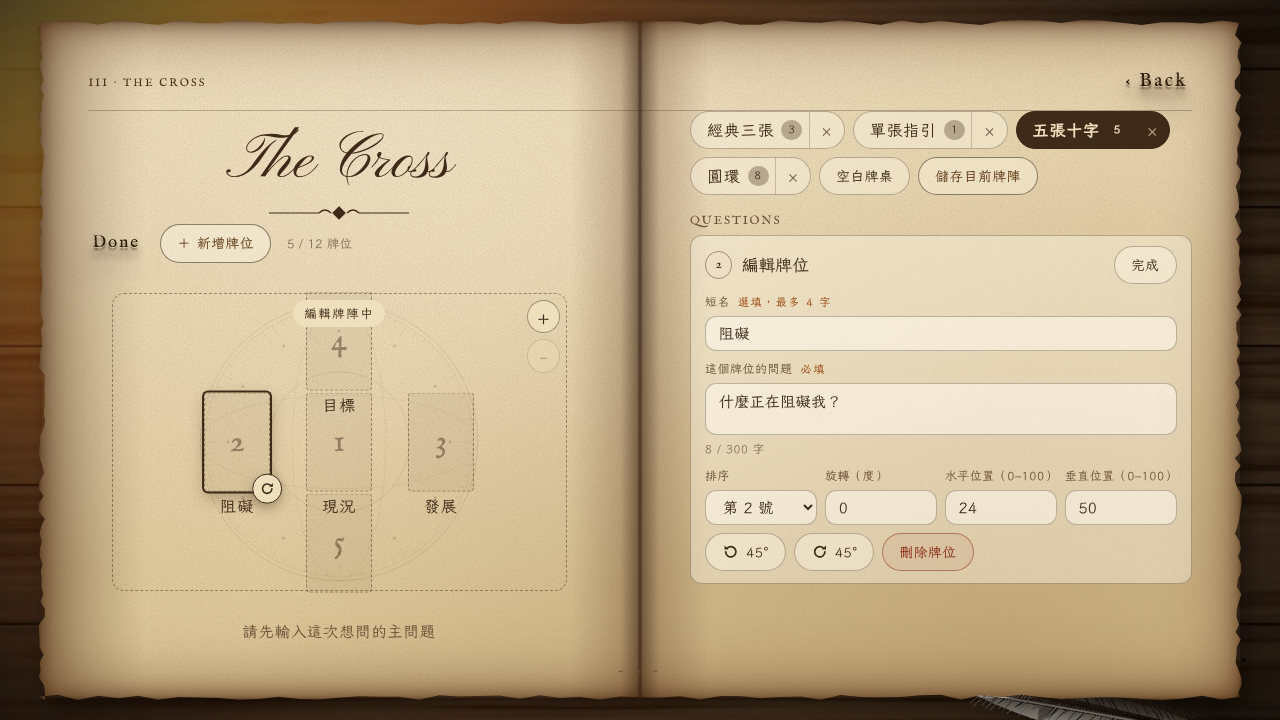 III · THE CROSS
The Cross
Done
+ 新增牌位
5 / 12 牌位
編輯牌陣中
+
−
4
目標
2
1
3
阻礙
現況
發展
5
請先輸入這次想問的主問題
‹ Back
經典三張 3 ×
單張指引 1 ×
五張十字 5 ×
圓環 8 ×
空白牌桌
儲存目前牌陣
QUESTIONS
2 編輯牌位
完成
短名 選填，最多 4 字
阻礙
這個牌位的問題 必填
什麼正在阻礙我？
8 / 300 字
排序 旋轉（度） 水平位置（0–100） 垂直位置（0–100）
第 2 號 0 24 50
45° 45° 刪除牌位